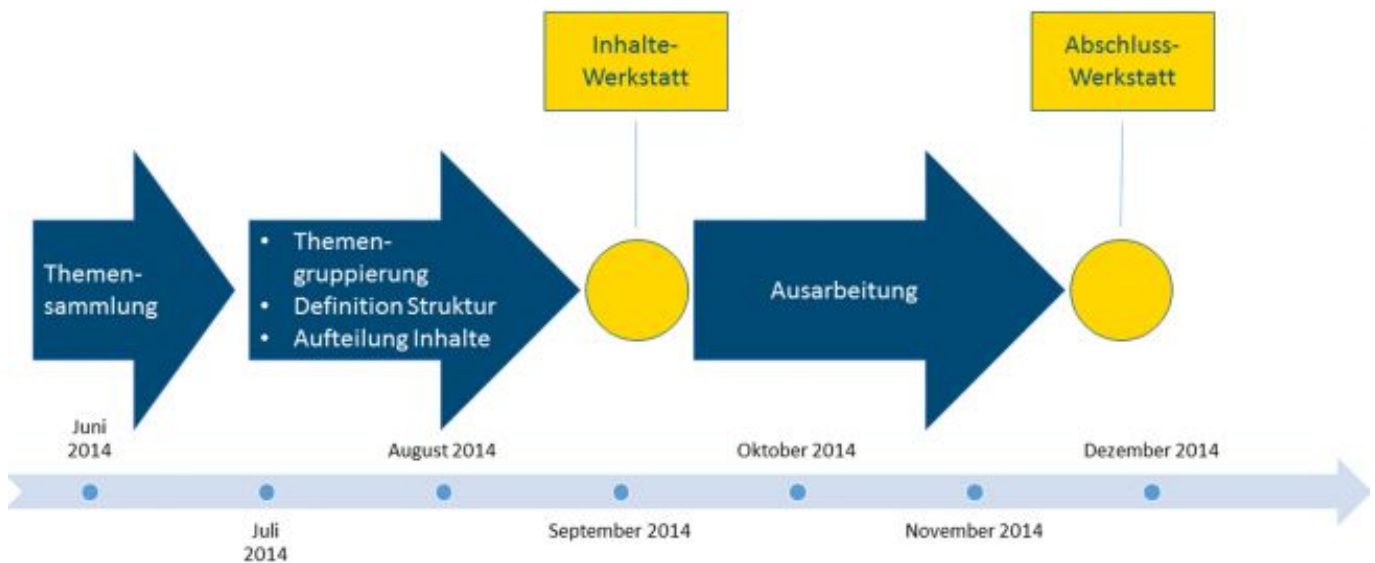 Inhalte-
Werkstatt
Abschluss-
Werkstatt
Themen-
sammlung
• Themen-
gruppierung
• Definition Struktur
• Aufteilung Inhalte
Ausarbeitung
Juni
2014
August 2014
Oktober 2014
Dezember 2014
Juli
2014
September 2014
November 2014